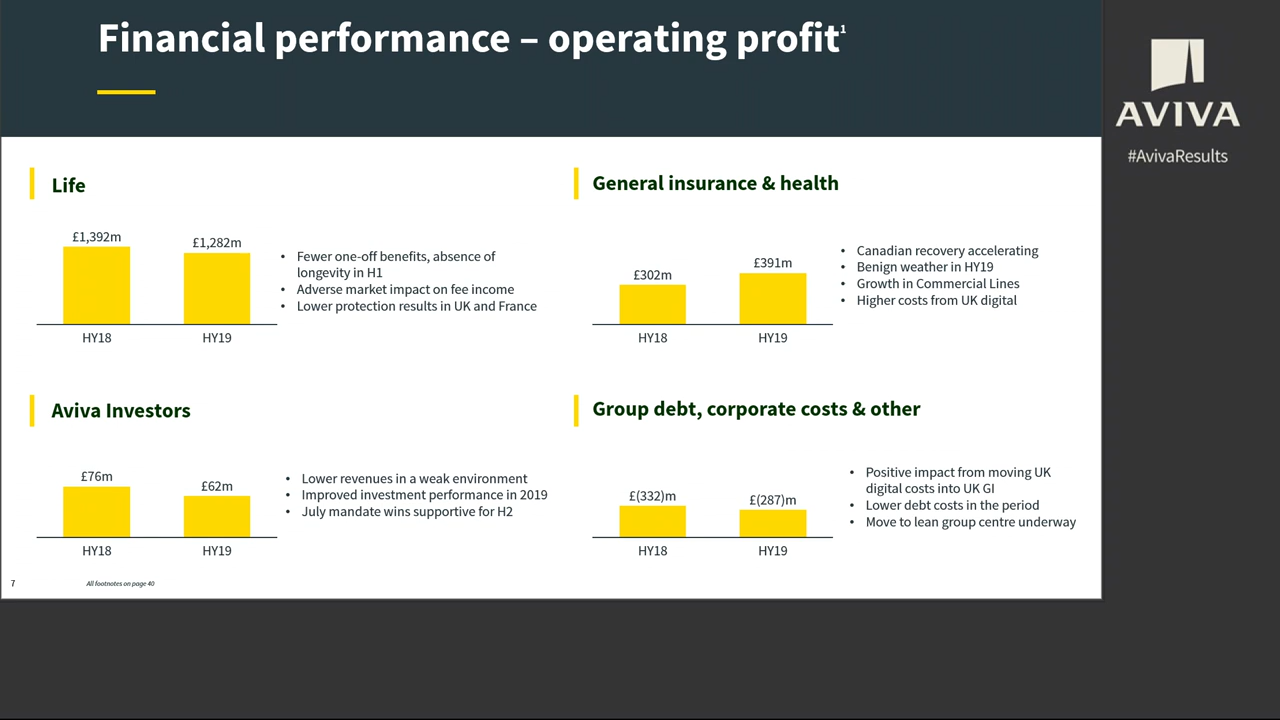 Financial performance – operating profit¹
AVIVA
#AvivaResults
Life
£1,392m
£1,282m
HY18
HY19
• Fewer one-off benefits, absence of
longevity in H1
• Adverse market impact on fee income
• Lower protection results in UK and France
General insurance & health
£302m
£391m
HY18
HY19
• Canadian recovery accelerating
• Benign weather in HY19
• Growth in Commercial Lines
• Higher costs from UK digital
Aviva Investors
£76m
£62m
HY18
HY19
• Lower revenues in a weak environment
• Improved investment performance in 2019
• July mandate wins supportive for H2
Group debt, corporate costs & other
£(332)m
£(287)m
HY18
HY19
• Positive impact from moving UK
digital costs into UK GI
• Lower debt costs in the period
• Move to lean group centre underway
7
All footnotes on page 40